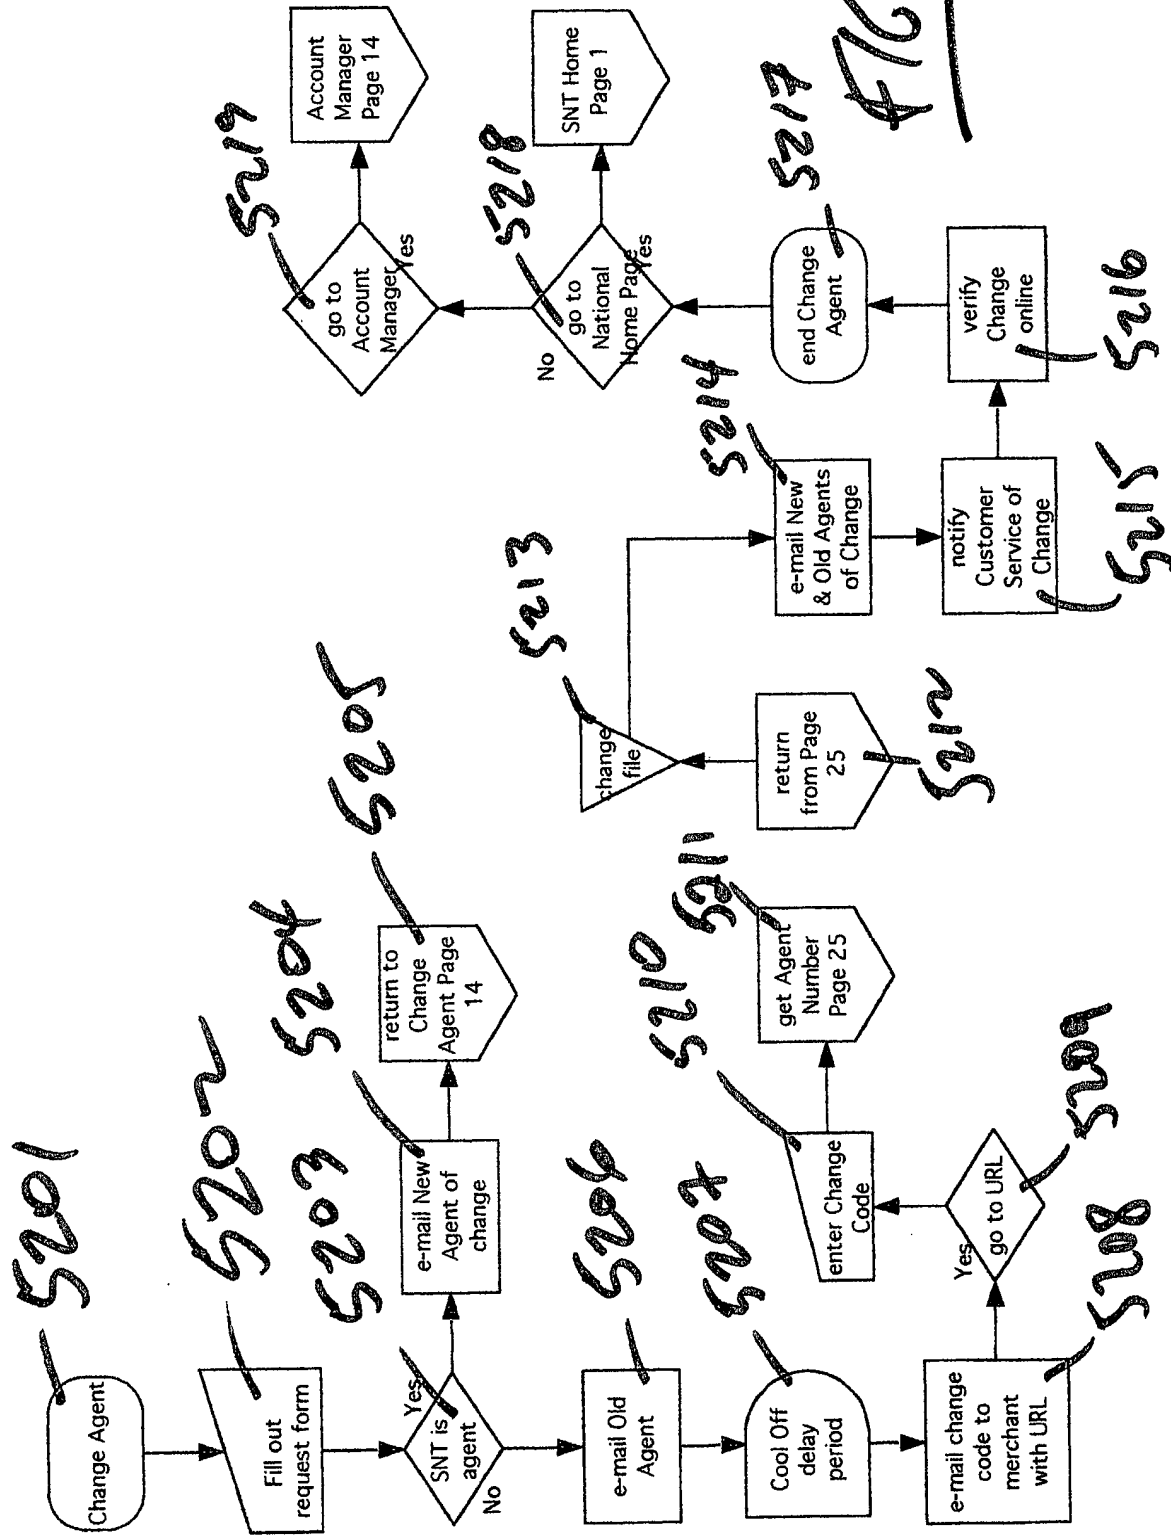 Change Agent
5201
Fill out
request form
5202
SNT is
agent
Yes
No
5203
e-mail New
Agent of
change
5204
return to
Change
Agent Page
14
5205
e-mail Old
Agent
5206
Cool Off
delay
period
5207
e-mail change
code to
merchant
with URL
5208
go to URL
Yes
5209
enter Change
Code
5210
get Agent
Number
Page 25
5211
return
from Page
25
5212
change
file
5213
e-mail New
& Old Agents
of Change
5214
notify
Customer
Service of
Change
5215
verify
Change
online
5216
end Change
Agent
5217
go to
National
Home Page
No
Yes
5218
SNT Home
Page 1
go to
Account
Manager
Yes
5219
Account
Manager
Page 14